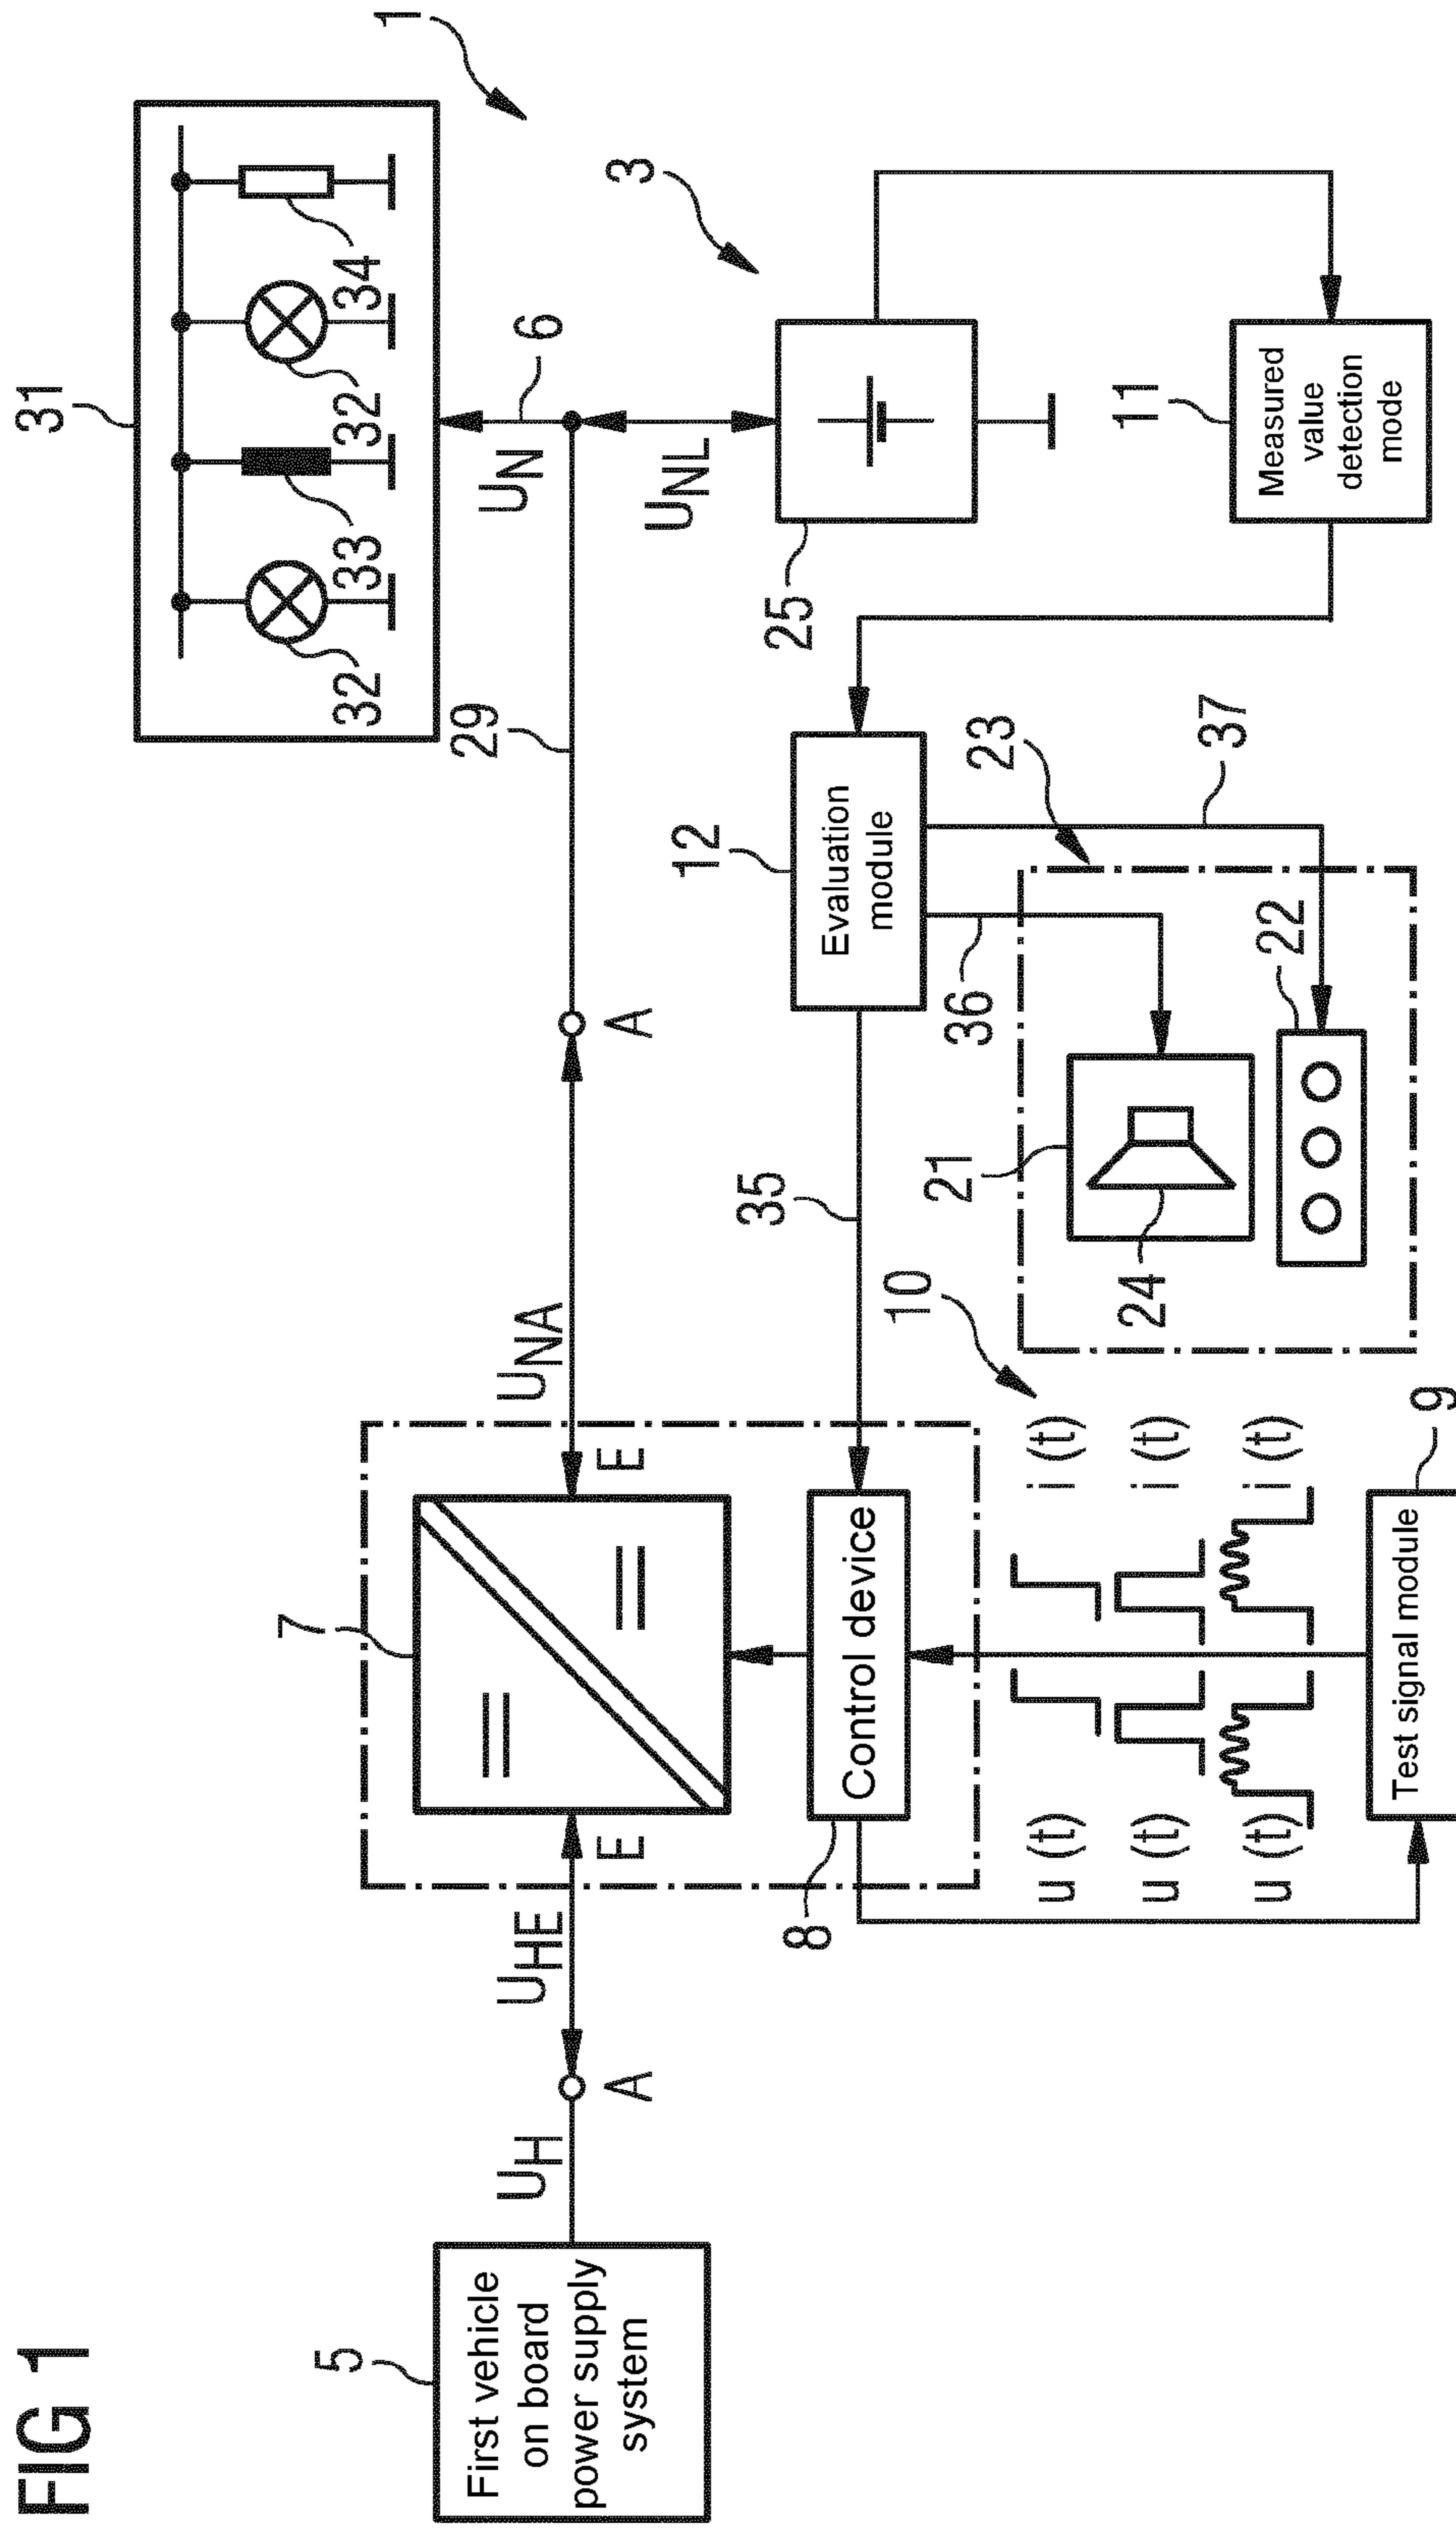 FIG 1
5
First vehicle
on board
power supply
system
U_H
A
U_HE
E
7
E
U_NA
A
29
U_N
6
U_NL
31
32
33
32
34
1
3
25
11
Measured
value
detection
mode
12
Evaluation
module
35
36
37
23
21
24
22
8
Control device
10
u (t)
i (t)
u (t)
i (t)
u (t)
i (t)
9
Test signal module